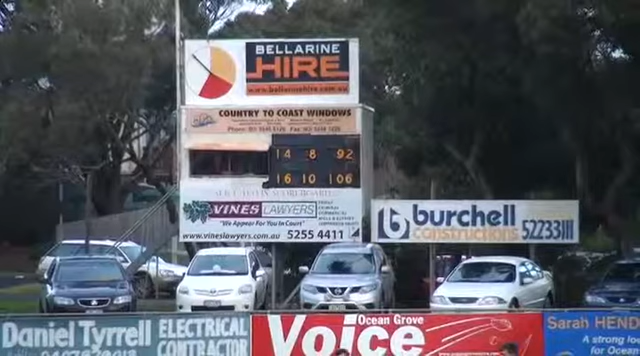 BELLARINE
HIRE
www.bellarinehire.com.au
COUNTRY TO COAST WINDOWS
14 8 92
16 10 106
VINES LAWYERS
"We Appear For You In Court"
www.vineslawyers.com.au 5255 4411
burchell
constructions 52233111
Daniel Tyrrell
ELECTRICAL
CONTRACTOR
Ocean Grove
Voice
Sarah HEND
A strong lo
for Ocean